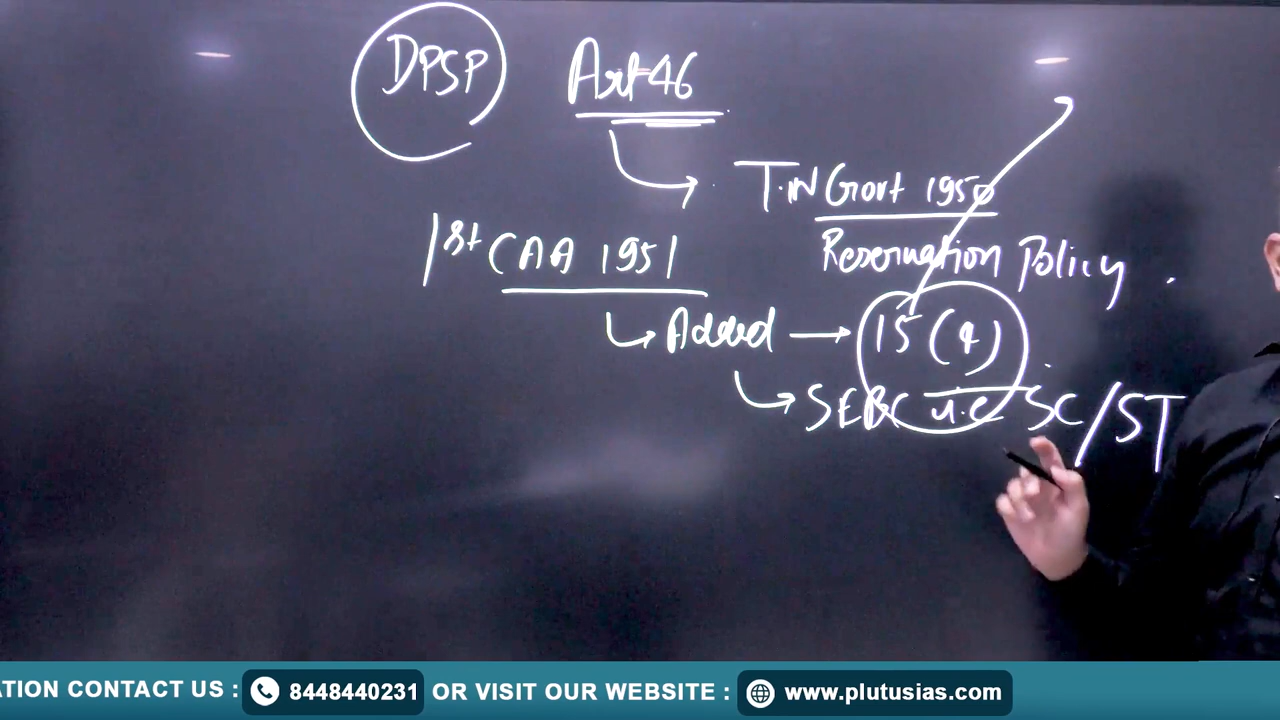 DPSP Art 46
T.N Govt 1950
Reservation Policy.
1st CAA 1951
Added → 15 (4)
SEBC i.e SC/ST
ATION CONTACT US : 8448440231 OR VISIT OUR WEBSITE : www.plutusias.com